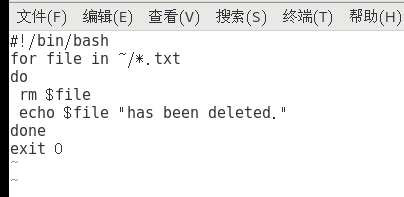 文件(F) 编辑(E) 查看(V) 搜索(S) 终端(T) 帮助(H)
#!/bin/bash
for file in ~/*.txt
do
 rm $file
 echo $file "has been deleted."
done
exit 0
~
~